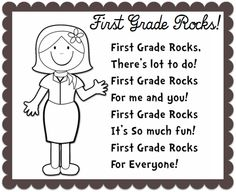 First Grade Rocks!
First Grade Rocks,
There's lot to do!
First Grade Rocks
For me and you!
First Grade Rocks
It's So much fun!
First Grade Rocks
For Everyone!